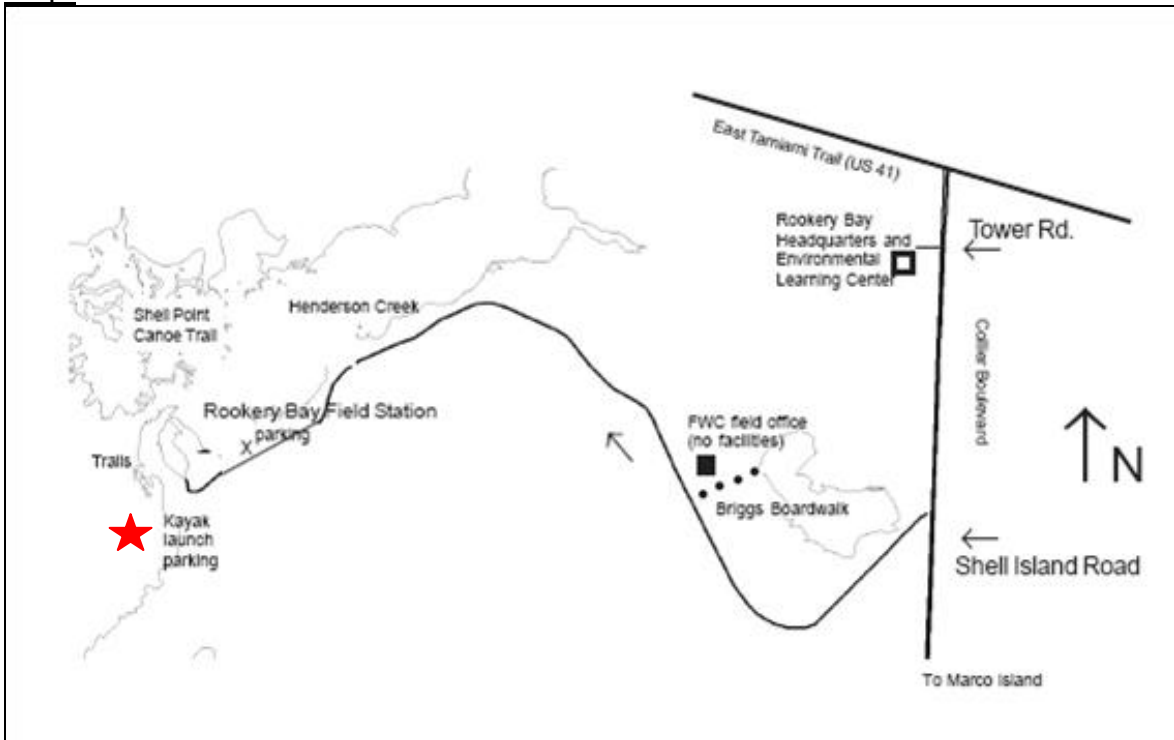 East Tamiami Trail (US 41)
Rookery Bay
Headquarters and
Environmental
Learning Center
Tower Rd.
Henderson Creek
Shell Point
Canoe Trail
Collier Boulevard
Rookery Bay Field Station
parking
X
FWC field office
(no facilities)
N
Trails
Briggs Boardwalk
Kayak
launch
parking
Shell Island Road
To Marco Island